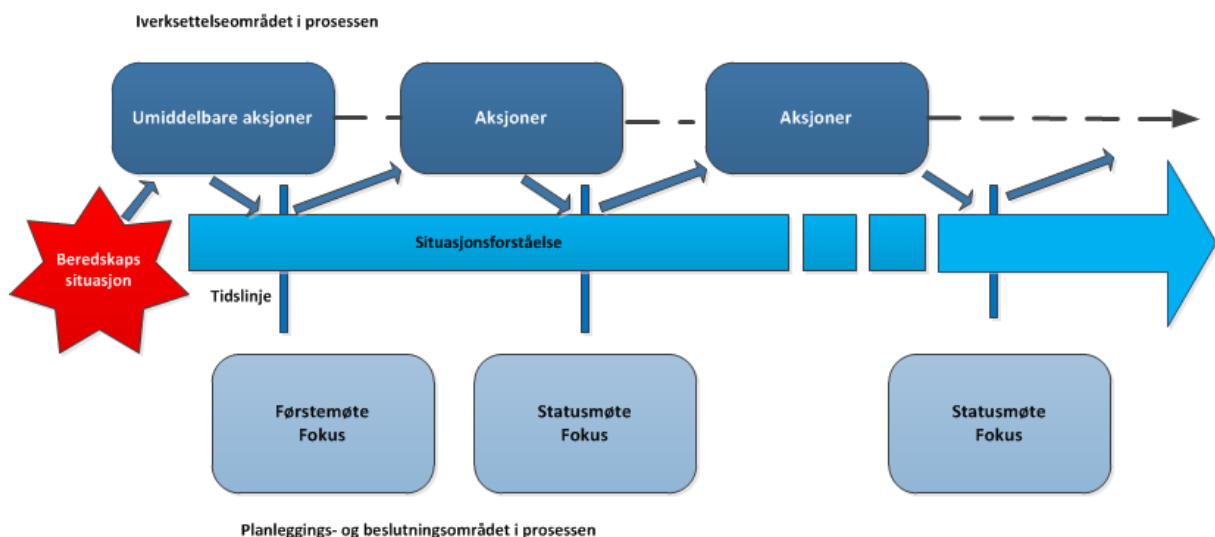 Iverksettelseområdet i prosessen
Umiddelbare aksjoner
Aksjoner
Aksjoner
Beredskaps
situasjon
Situasjonsforståelse
Tidslinje
Førstemøte
Fokus
Statusmøte
Fokus
Statusmøte
Fokus
Planleggings- og beslutningsområdet i prosessen